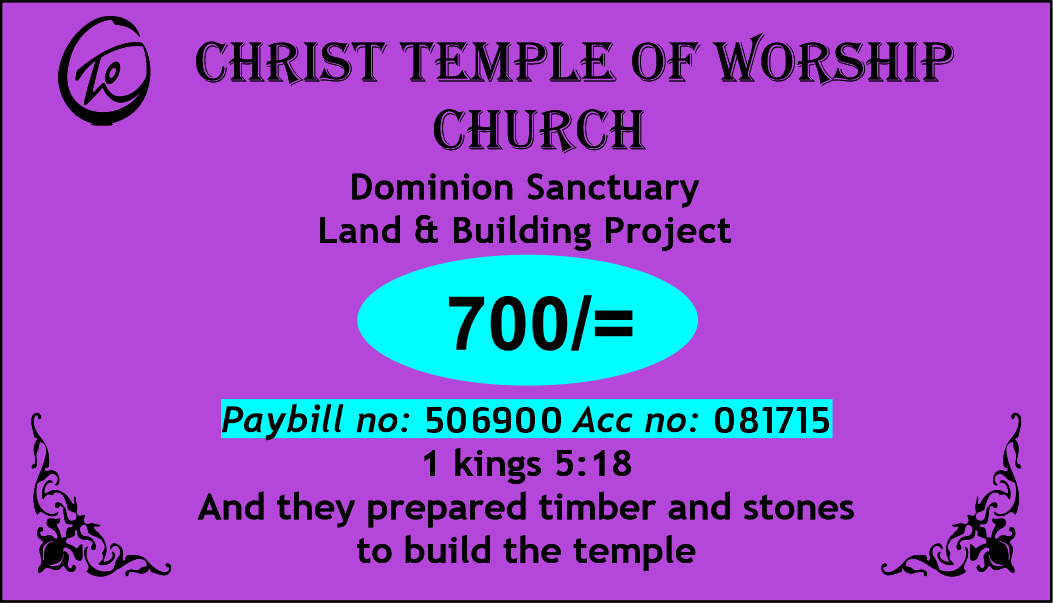 CHRIST TEMPLE OF WORSHIP
CHURCH
Dominion Sanctuary
Land & Building Project
700/=
Paybill no: 506900 Acc no: 081715
1 kings 5:18
And they prepared timber and stones
to build the temple